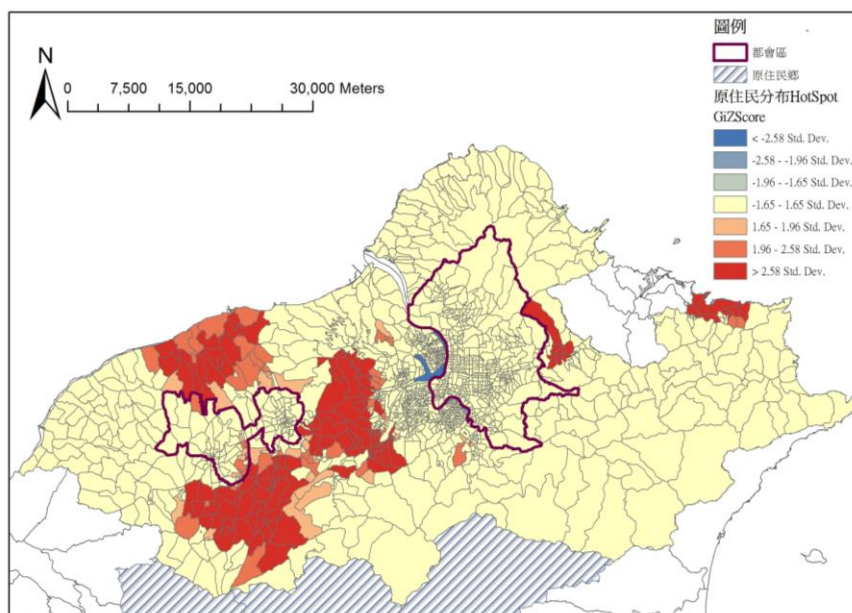 圖例
都會區
原住民鄉
原住民分布HotSpot
GiZScore
< -2.58 Std. Dev.
-2.58 - -1.96 Std. Dev.
-1.96 - -1.65 Std. Dev.
-1.65 - 1.65 Std. Dev.
1.65 - 1.96 Std. Dev.
1.96 - 2.58 Std. Dev.
> 2.58 Std. Dev.
N
0 7,500 15,000 30,000 Meters